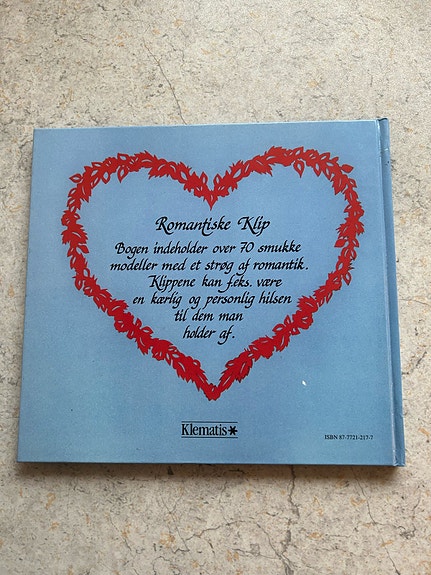 Romantiske Klip
Bogen indeholder over 70 smukke
modeller med et strøg af romantik.
Klippene kan f.eks. være
en kærlig og personlig hilsen
til dem man
holder af.
Klematis*
ISBN 87-7721-217-7